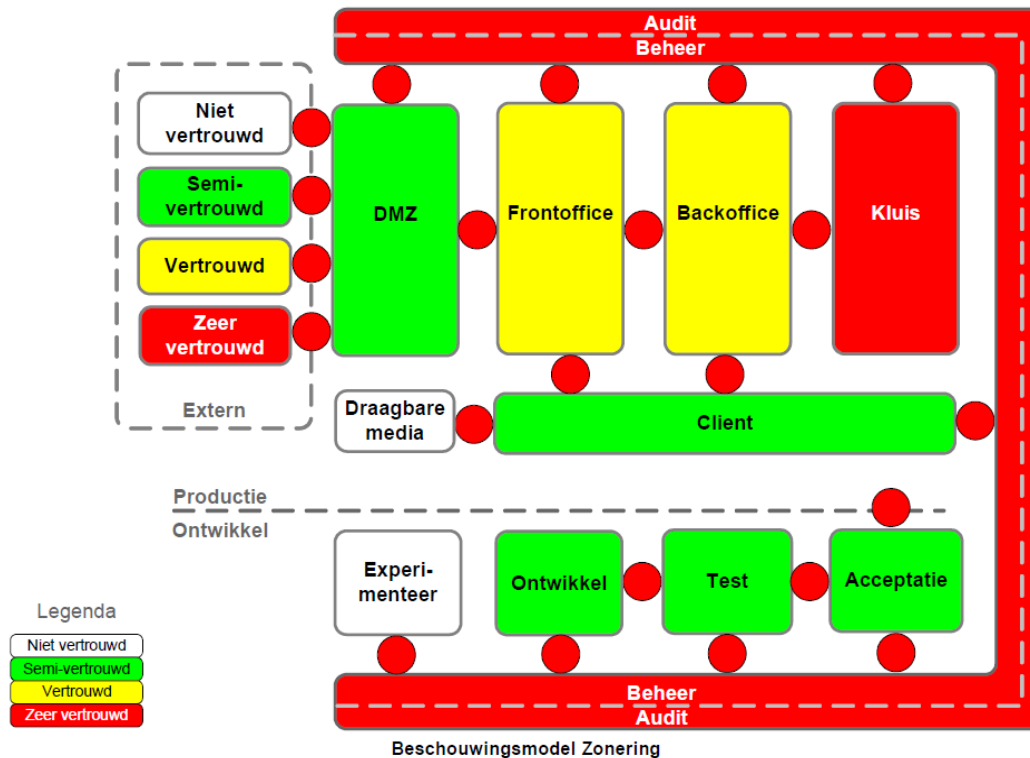 Audit
Beheer
Niet
vertrouwd
Semi-
vertrouwd
Vertrouwd
Zeer
vertrouwd
Extern
DMZ
Frontoffice
Backoffice
Kluis
Draagbare
media
Client
Productie
Ontwikkel
Experi-
menteer
Ontwikkel
Test
Acceptatie
Legenda
Niet vertrouwd
Semi-vertrouwd
Vertrouwd
Zeer vertrouwd
Beheer
Audit
Beschouwingsmodel Zonering